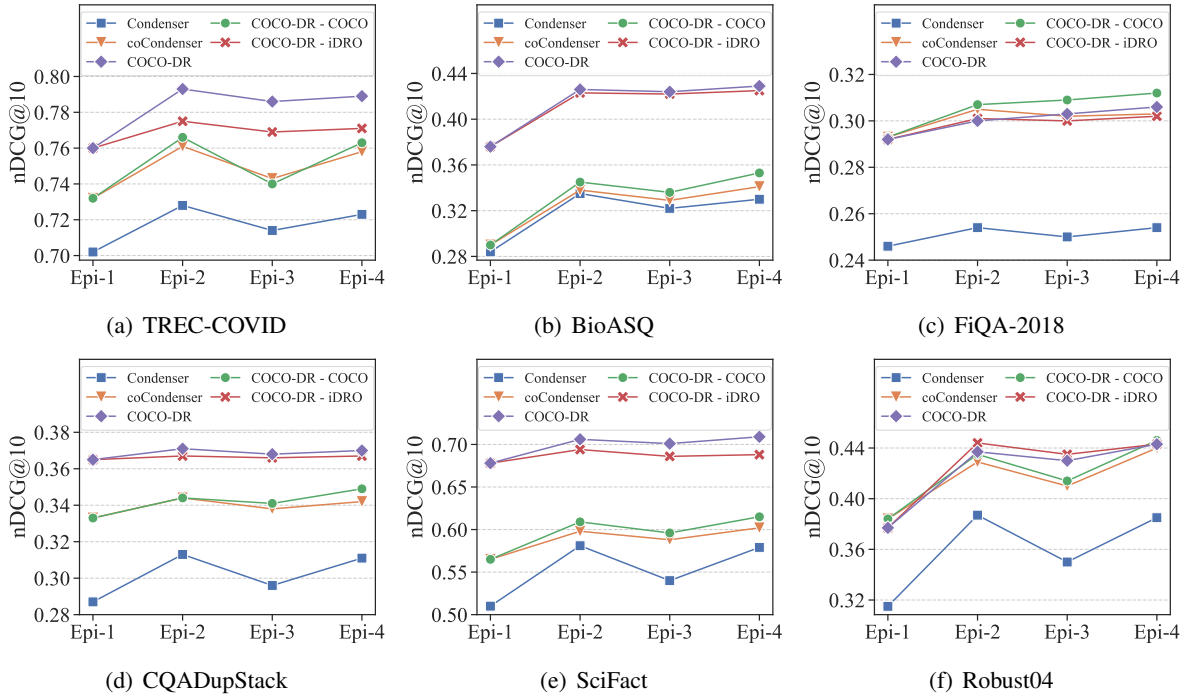 Condenser
coCondenser
COCO-DR
COCO-DR - COCO
COCO-DR - iDRO
nDCG@10
0.80
0.78
0.76
0.74
0.72
0.70
Epi-1 Epi-2 Epi-3 Epi-4
(a) TREC-COVID
Condenser
coCondenser
COCO-DR
COCO-DR - COCO
COCO-DR - iDRO
nDCG@10
0.44
0.40
0.36
0.32
0.28
Epi-1 Epi-2 Epi-3 Epi-4
(b) BioASQ
Condenser
coCondenser
COCO-DR
COCO-DR - COCO
COCO-DR - iDRO
nDCG@10
0.32
0.30
0.28
0.26
0.24
Epi-1 Epi-2 Epi-3 Epi-4
(c) FiQA-2018
Condenser
coCondenser
COCO-DR
COCO-DR - COCO
COCO-DR - iDRO
nDCG@10
0.38
0.36
0.34
0.32
0.30
0.28
Epi-1 Epi-2 Epi-3 Epi-4
(d) CQADupStack
Condenser
coCondenser
COCO-DR
COCO-DR - COCO
COCO-DR - iDRO
nDCG@10
0.70
0.65
0.60
0.55
0.50
Epi-1 Epi-2 Epi-3 Epi-4
(e) SciFact
Condenser
coCondenser
COCO-DR
COCO-DR - COCO
COCO-DR - iDRO
nDCG@10
0.44
0.40
0.36
0.32
Epi-1 Epi-2 Epi-3 Epi-4
(f) Robust04